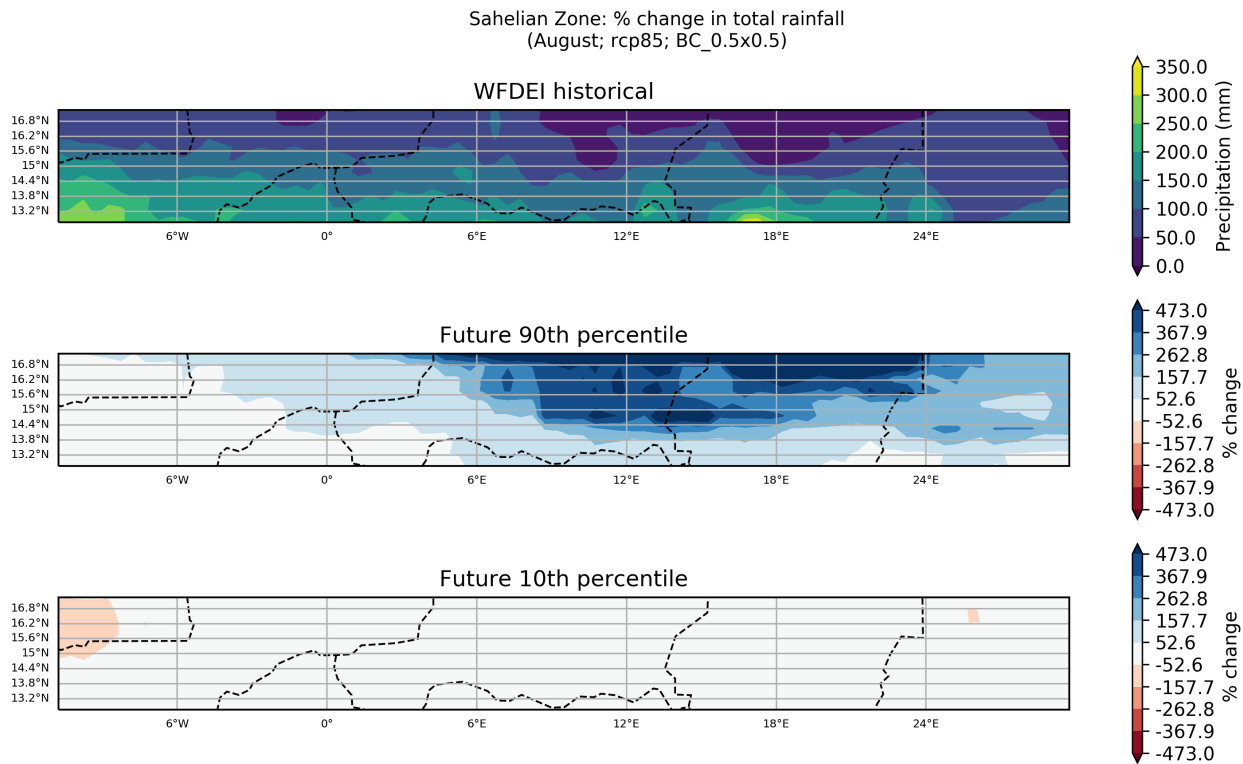 Sahelian Zone: % change in total rainfall
(August; rcp85; BC_0.5x0.5)
WFDEI historical
16.8°N
16.2°N
15.6°N
15°N
14.4°N
13.8°N
13.2°N
6°W
0°
6°E
12°E
18°E
24°E
350.0
300.0
250.0
200.0
150.0
100.0
50.0
0.0
Precipitation (mm)
Future 90th percentile
16.8°N
16.2°N
15.6°N
15°N
14.4°N
13.8°N
13.2°N
6°W
0°
6°E
12°E
18°E
24°E
473.0
367.9
262.8
157.7
52.6
-52.6
-157.7
-262.8
-367.9
-473.0
% change
Future 10th percentile
16.8°N
16.2°N
15.6°N
15°N
14.4°N
13.8°N
13.2°N
6°W
0°
6°E
12°E
18°E
24°E
473.0
367.9
262.8
157.7
52.6
-52.6
-157.7
-262.8
-367.9
-473.0
% change